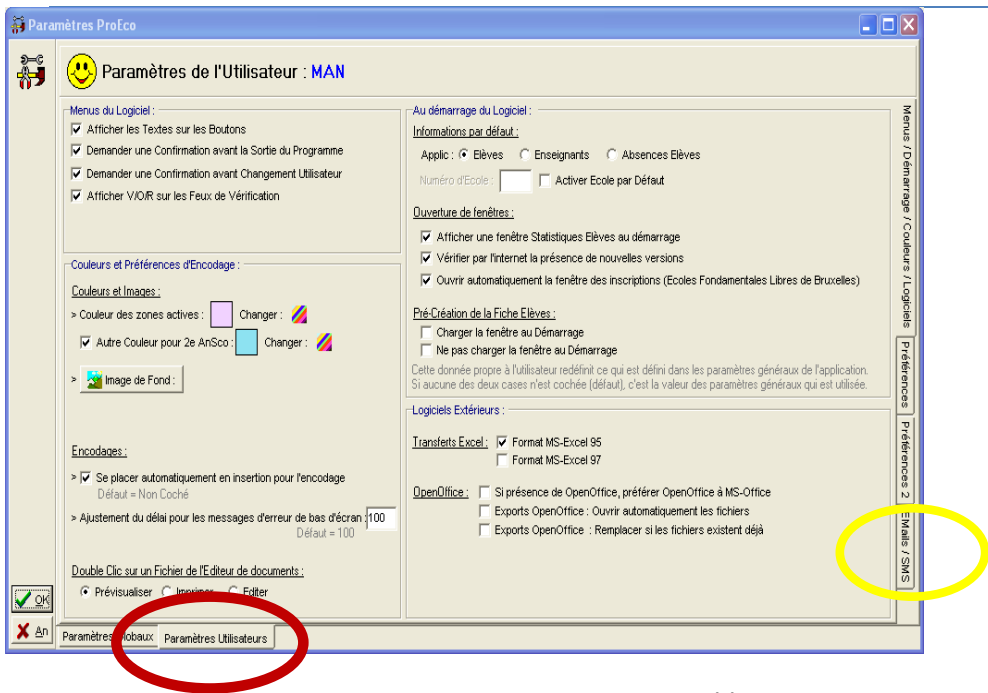 Paramètres ProEco
Paramètres de l'Utilisateur : MAN
Menus du Logiciel :
Afficher les Textes sur les Boutons
Demander une Confirmation avant la Sortie du Programme
Demander une Confirmation avant Changement Utilisateur
Afficher V/O/R sur les Feux de Vérification
Couleurs et Préférences d'Encodage :
Couleurs et Images :
> Couleur des zones actives : Changer :
Autre Couleur pour 2e AnSco : Changer :
> Image de Fond :
Encodages :
> Se placer automatiquement en insertion pour l'encodage
Défaut = Non Coché
> Ajustement du délai pour les messages d'erreur de bas d'écran : 100
Défaut = 100
Double Clic sur un Fichier de l'Editeur de documents :
Prévisualiser Imprimer Editer
Au démarrage du Logiciel :
Informations par défaut :
Applic : Elèves Enseignants Absences Elèves
Numéro d'Ecole : Activer Ecole par Défaut
Ouverture de fenêtres :
Afficher une fenêtre Statistiques Elèves au démarrage
Vérifier par l'internet la présence de nouvelles versions
Ouvrir automatiquement la fenêtre des inscriptions (Ecoles Fondamentales Libres de Bruxelles)
Pré-Création de la Fiche Elèves :
Charger la fenêtre au Démarrage
Ne pas charger la fenêtre au Démarrage
Cette donnée propre à l'utilisateur redéfinit ce qui est défini dans les paramètres généraux de l'application.
Si aucune des deux cases n'est cochée (défaut), c'est la valeur des paramètres généraux qui est utilisée.
Logiciels Extérieurs :
Transferts Excel : Format MS-Excel 95
Format MS-Excel 97
OpenOffice : Si présence de OpenOffice, préférer OpenOffice à MS-Office
Exports OpenOffice : Ouvrir automatiquement les fichiers
Exports OpenOffice : Remplacer si les fichiers existent déjà
Menus / Démarrage / Couleurs / Logiciels
Préférences
Préférences 2
EMails / SMS
OK
An
Paramètres Utilisateurs